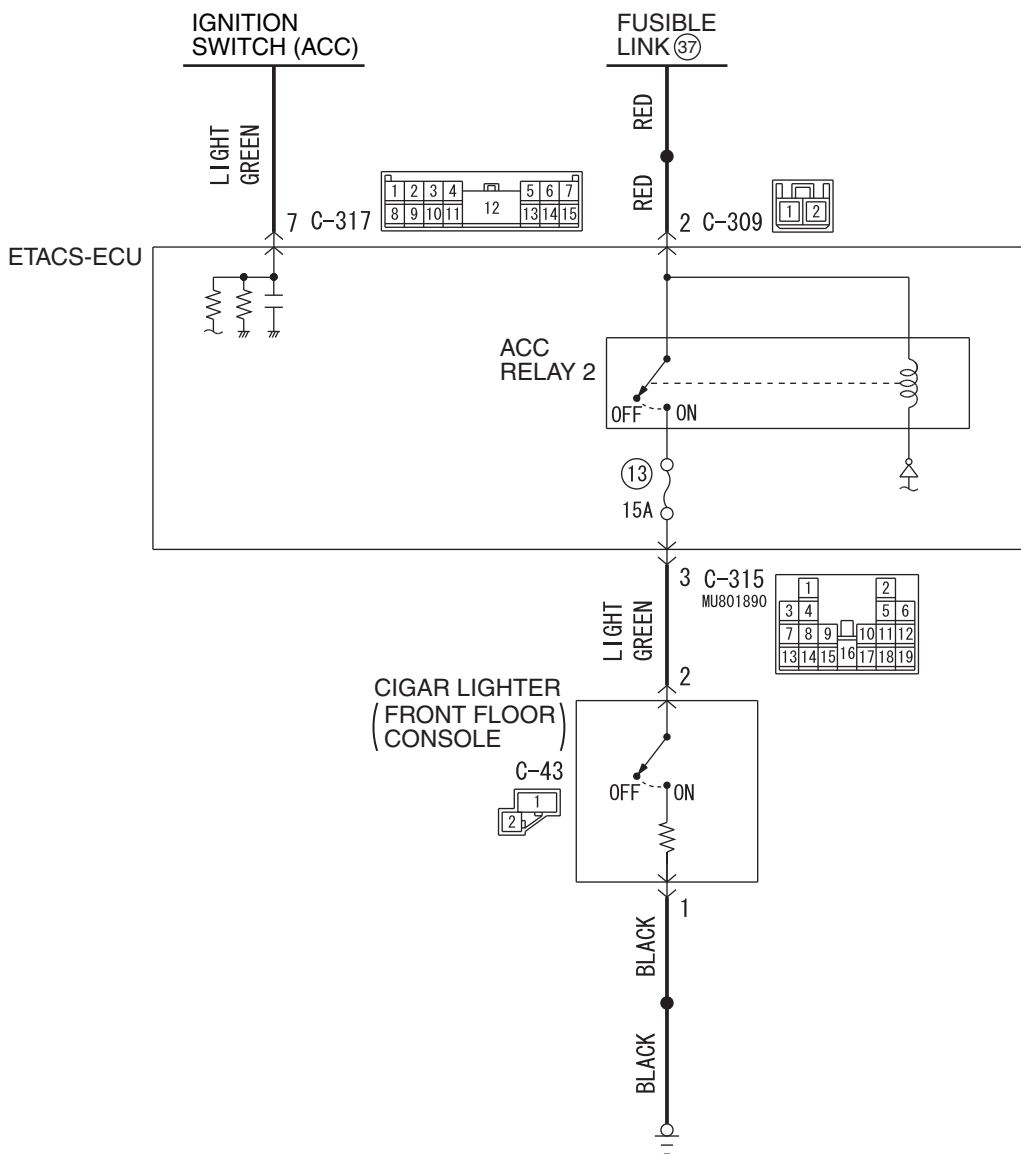 IGNITION
SWITCH (ACC)
FUSIBLE
LINK 37
LIGHT
GREEN
RED
RED
7 C-317
1 2 3 4 5 6 7
8 9 10 11 12 13 14 15
2 C-309
1 2
ETACS-ECU
ACC
RELAY 2
OFF ON
13
15A
3 C-315
MU801890
1 2
3 4 5 6
7 8 9 10 11 12
13 14 15 16 17 18 19
LIGHT
GREEN
2
CIGAR LIGHTER
(FRONT FLOOR
CONSOLE)
C-43
1
2
OFF ON
1
BLACK
BLACK